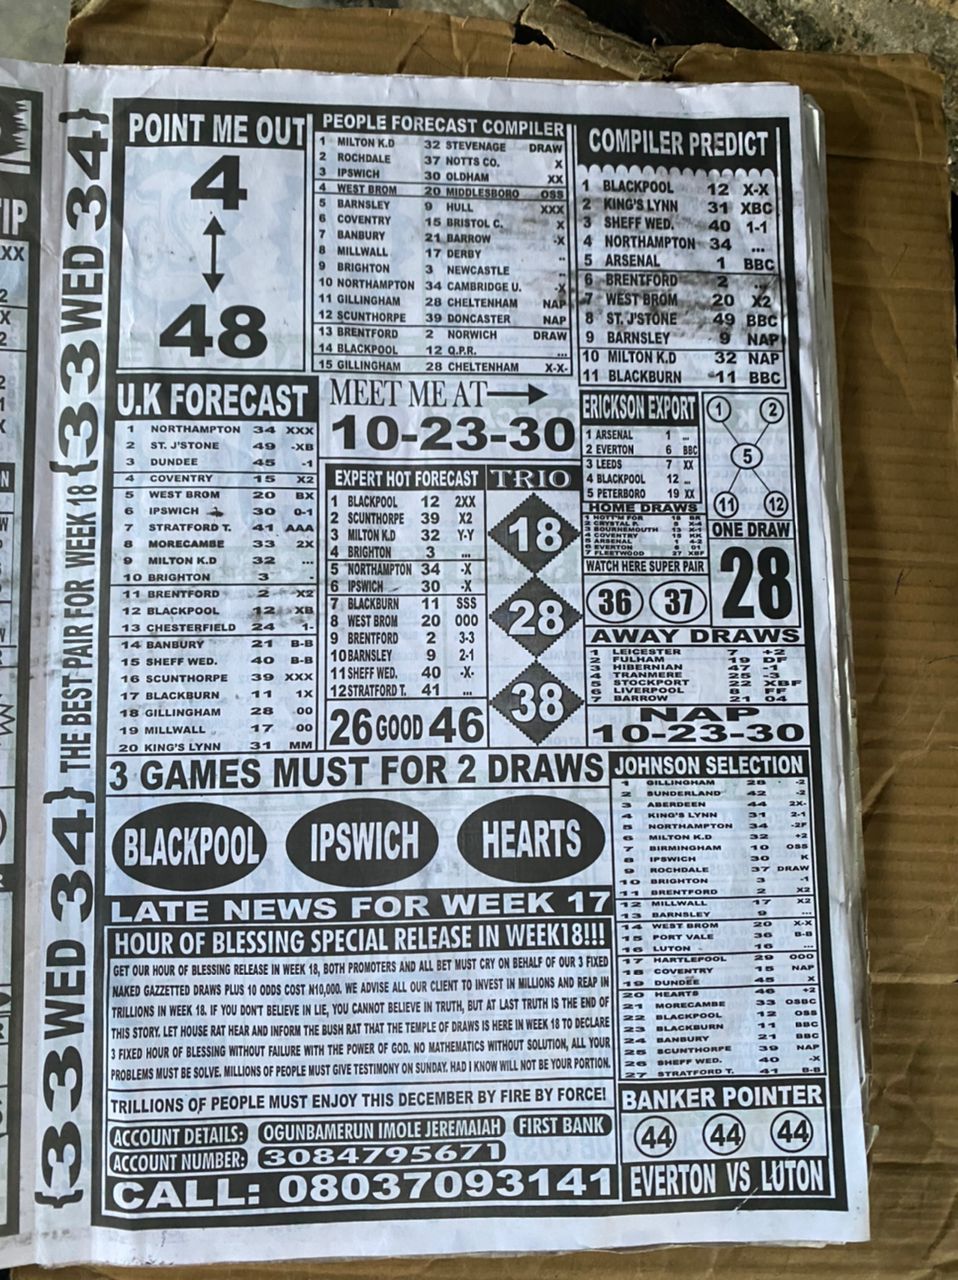 {33 WED 34} THE BEST PAIR FOR WEEK 18 {33 WED 34}
POINT ME OUT
4
48
PEOPLE FORECAST COMPILER
1 MILTON K.D 32 STEVENAGE DRAW
2 ROCHDALE 37 NOTTS CO. X
3 IPSWICH 30 OLDHAM XX
4 WEST BROM 20 MIDDLESBORO OSS
5 BARNSLEY 9 HULL XXX
6 COVENTRY 15 BRISTOL C. X
7 BANBURY 21 BARROW -X
8 MILLWALL 17 DERBY ..
9 BRIGHTON 3 NEWCASTLE ..
10 NORTHAMPTON 34 CAMBRIDGE U. -X
11 GILLINGHAM 28 CHELTENHAM NAP
12 SCUNTHORPE 39 DONCASTER NAP
13 BRENTFORD 2 NORWICH DRAW
14 BLACKPOOL 12 Q.P.R. ...
15 GILLINGHAM 28 CHELTENHAM X-X-
COMPILER PREDICT
1 BLACKPOOL 12 X-X
2 KING'S LYNN 31 XBC
3 SHEFF WED. 40 1-1
4 NORTHAMPTON 34 ...
5 ARSENAL 1 BBC
6 BRENTFORD 2 ...
7 WEST BROM 20 X2
8 ST. J'STONE 49 BBC
9 BARNSLEY 9 NAP
10 MILTON K.D 32 NAP
11 BLACKBURN 11 BBC
U.K FORECAST
1 NORTHAMPTON 34 XXX
2 ST. J'STONE 49 -XB
3 DUNDEE 45 -1
4 COVENTRY 15 X2
5 WEST BROM 20 BX
6 IPSWICH 30 0-1
7 STRATFORD T. 41 AAA
8 MORECAMBE 33 2X
9 MILTON K.D 32 ...
10 BRIGHTON 3
11 BRENTFORD 2 X2
12 BLACKPOOL 12 XB
13 CHESTERFIELD 24 1-
14 BANBURY 21 B-B
15 SHEFF WED. 40 B-B
16 SCUNTHORPE 39 XXX
17 BLACKBURN 11 1X
18 GILLINGHAM 28 00
19 MILLWALL 17 00
20 KING'S LYNN 31 MM
MEET ME AT
10-23-30
EXPERT HOT FORECAST
1 BLACKPOOL 12 2XX
2 SCUNTHORPE 39 X2
3 MILTON K.D 32 Y-Y
4 BRIGHTON 3 ...
5 NORTHAMPTON 34 -X
6 IPSWICH 30 -X
7 BLACKBURN 11 SSS
8 WEST BROM 20 000
9 BRENTFORD 2 3-3
10 BARNSLEY 9 2-1
11 SHEFF WED. 40 -X-
12 STRATFORD T. 41 ...
26 GOOD 46
TRIO
18
28
38
ERICKSON EXPORT
1 ARSENAL 1 ...
2 EVERTON 6 BBC
3 LEEDS 7 XX
4 BLACKPOOL 12 ...
5 PETERBORO 19 XX
HOME DRAWS
2 CRYSTAL P. 8 X-4
3 BOURNEMOUTH 13 X-1
4 COVENTRY 15 KK
5 ARSENAL 1 4-2
6 EVERTON 6 01
7 FLEETWOOD 27 XBF
WATCH HERE SUPER PAIR
36 37
1 2
5
11 12
ONE DRAW
28
AWAY DRAWS
1 LEICESTER 7 +2
2 FULHAM 19 DF
3 HIBERNIAN 47 -1
4 TRANMERE 25 -3
5 STOCKPORT 22 XBF
6 LIVERPOOL 8 FF
7 BARROW 21 04
NAP
10-23-30
3 GAMES MUST FOR 2 DRAWS
BLACKPOOL IPSWICH HEARTS
LATE NEWS FOR WEEK 17
HOUR OF BLESSING SPECIAL RELEASE IN WEEK18!!!
GET OUR HOUR OF BLESSING RELEASE IN WEEK 18, BOTH PROMOTERS AND ALL BET MUST CRY ON BEHALF OF OUR 3 FIXED
NAKED GAZZETTED DRAWS PLUS 10 ODDS COST N10,000. WE ADVISE ALL OUR CLIENT TO INVEST IN MILLIONS AND REAP IN
TRILLIONS IN WEEK 18. IF YOU DON'T BELIEVE IN LIE, YOU CANNOT BELIEVE IN TRUTH, BUT AT LAST TRUTH IS THE END OF
THIS STORY. LET HOUSE RAT HEAR AND INFORM THE BUSH RAT THAT THE TEMPLE OF DRAWS IS HERE IN WEEK 18 TO DECLARE
3 FIXED HOUR OF BLESSING WITHOUT FAILURE WITH THE POWER OF GOD. NO MATHEMATICS WITHOUT SOLUTION, ALL YOUR
PROBLEMS MUST BE SOLVE. MILLIONS OF PEOPLE MUST GIVE TESTIMONY ON SUNDAY. HAD I KNOW WILL NOT BE YOUR PORTION.
TRILLIONS OF PEOPLE MUST ENJOY THIS DECEMBER BY FIRE BY FORCE!
ACCOUNT DETAILS: OGUNBAMERUN IMOLE JEREMAIAH FIRST BANK
ACCOUNT NUMBER: 3084795671
CALL: 08037093141
JOHNSON SELECTION
1 GILLINGHAM 28 -2
2 SUNDERLAND 42 -2
3 ABERDEEN 44 2X-
4 KING'S LYNN 31 2-1
5 NORTHAMPTON 34 -2F
6 MILTON K.D 32 +2
7 BIRMINGHAM 10 OSS
8 IPSWICH 30 K
9 ROCHDALE 37 DRAW
10 BRIGHTON 3 -1
11 BRENTFORD 2 X2
12 MILLWALL 17 X2
13 BARNSLEY 9 ...
14 WEST BROM 20 X-X
15 PORT VALE 36 B-B
16 LUTON 16 ...
17 HARTLEPOOL 29 000
18 COVENTRY 15 NAP
19 DUNDEE 45 X
20 HEARTS 46 +2
21 MORECAMBE 33 OSBC
22 BLACKPOOL 12 OSS
23 BLACKBURN 11 BBC
24 BANBURY 21 BBC
25 SCUNTHORPE 39 NAP
26 SHEFF WED. 40 -X
27 STRATFORD T. 41 B-B
BANKER POINTER
44 44 44
EVERTON VS LUTON